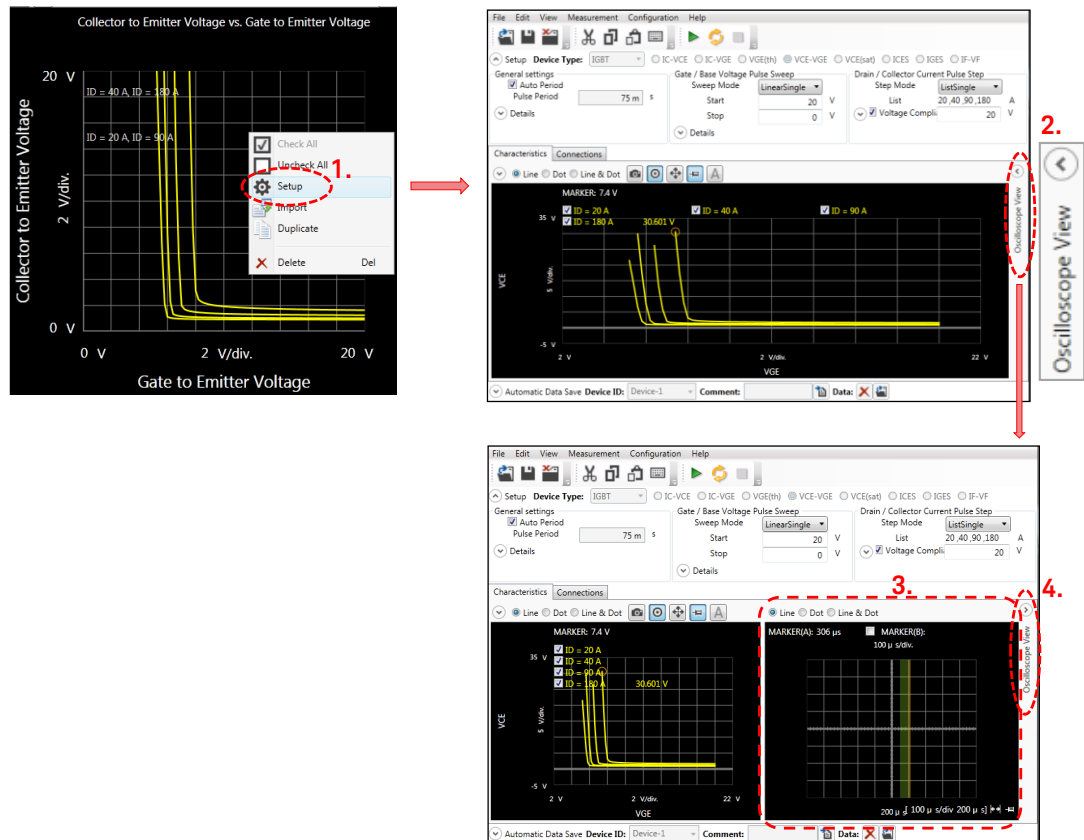 Collector to Emitter Voltage vs. Gate to Emitter Voltage
20 V
ID = 40 A, ID = 180 A
ID = 20 A, ID = 90 A
Collector to Emitter Voltage
2 V/div.
0 V
0 V 2 V/div. 20 V
Gate to Emitter Voltage
Check All
Uncheck All
1.
Setup
Import
Duplicate
Delete Del
File Edit View Measurement Configuration Help
Setup Device Type: IGBT IC-VCE IC-VGE VGE(th) VCE-VGE VCE(sat) ICES IGES IF-VF
General settings Gate / Base Voltage Pulse Sweep Drain / Collector Current Pulse Step
Auto Period Sweep Mode LinearSingle Step Mode ListSingle
Pulse Period 75 m s Start 20 V List 20 ,40 ,90 ,180 A
Details Stop 0 V Voltage Compli 20 V
Details
Characteristics Connections
Line Dot Line & Dot A
MARKER: 7.4 V
ID = 20 A ID = 40 A ID = 90 A
35 V ID = 180 A 30.601 V
VCE
5 V/div.
-5 V
2 V 2 V/div. 22 V
VGE
Oscilloscope View
Automatic Data Save Device ID: Device-1 Comment: Data:
2.
Oscilloscope View
File Edit View Measurement Configuration Help
Setup Device Type: IGBT IC-VCE IC-VGE VGE(th) VCE-VGE VCE(sat) ICES IGES IF-VF
General settings Gate / Base Voltage Pulse Sweep Drain / Collector Current Pulse Step
Auto Period Sweep Mode LinearSingle Step Mode ListSingle
Pulse Period 75 m s Start 20 V List 20 ,40 ,90 ,180 A
Details Stop 0 V Voltage Compli 20 V
Details
3.
4.
Characteristics Connections
Line Dot Line & Dot A
MARKER: 7.4 V
ID = 20 A
35 V ID = 40 A
ID = 90 A
ID = 180 A 30.601 V
VCE
5 V/div.
-5 V
2 V 2 V/div. 22 V
VGE
Line Dot Line & Dot
MARKER(A): 306 μs MARKER(B):
100 μ s/div.
200 μ s [ 100 μ s/div 200 μ s]
Oscilloscope View
Automatic Data Save Device ID: Device-1 Comment: Data: